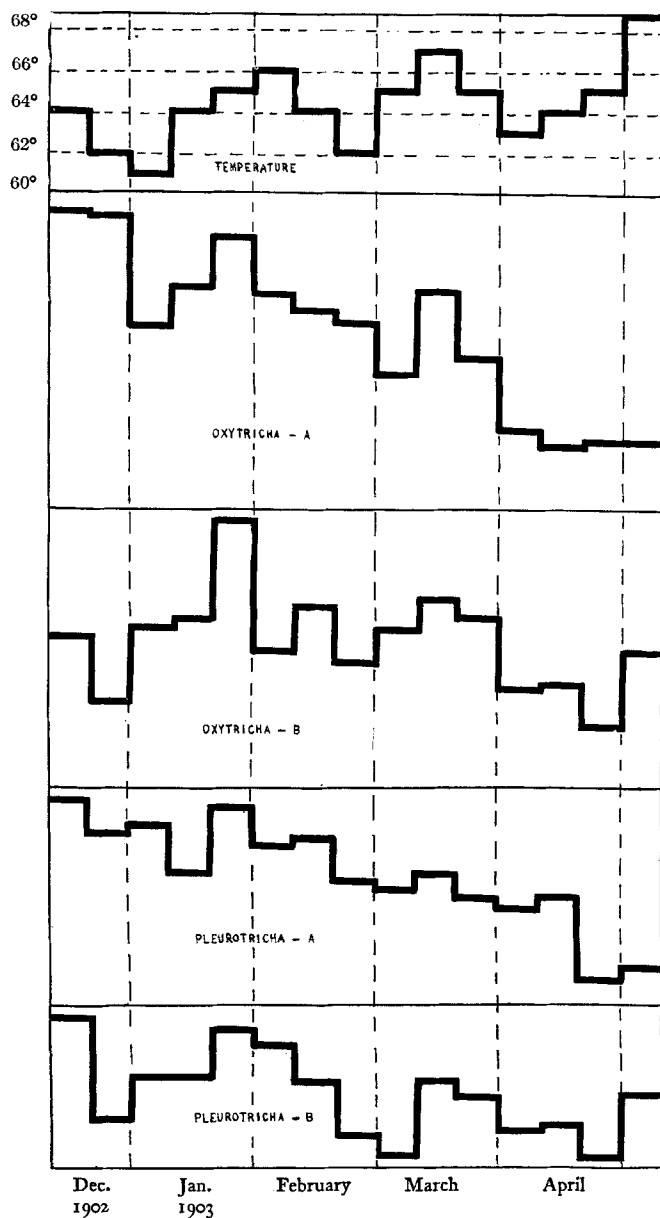 68°
66°
64°
62°
60°
TEMPERATURE
OXYTRICHA – A
OXYTRICHA – B
PLEUROTRICHA – A
PLEUROTRICHA – B
Dec. Jan. February March April
1902 1903